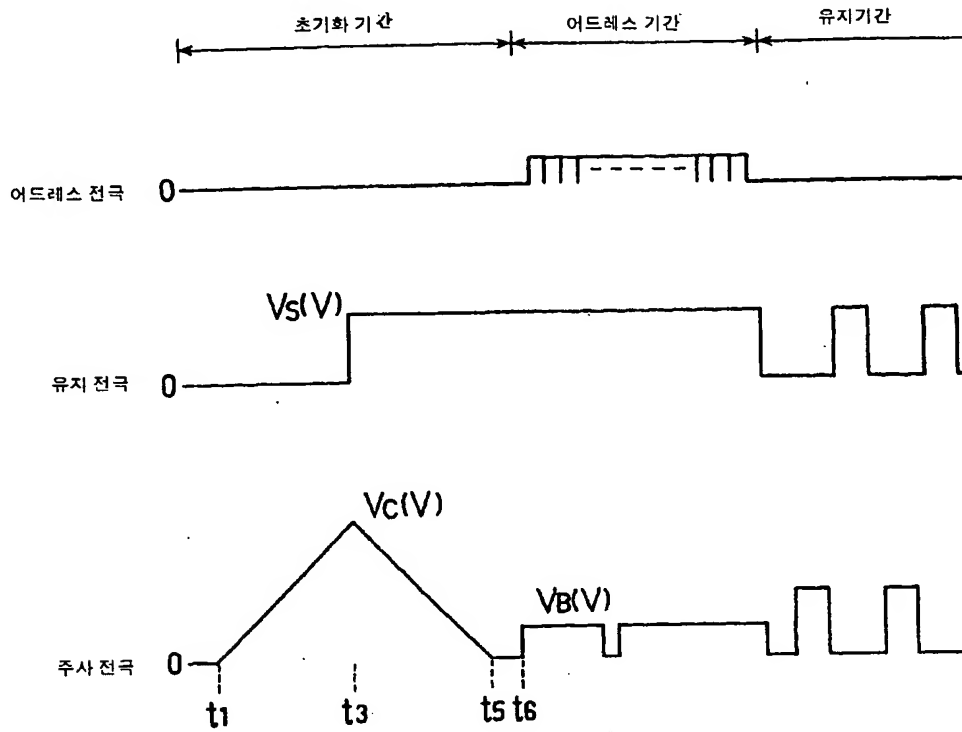 초기화 기간 어드레스 기간 유지기간
어드레스 전극 0
Vs(V)
유지 전극 0
Vc(V)
VB(V)
주사 전극 0
t1 t3 t5 t6